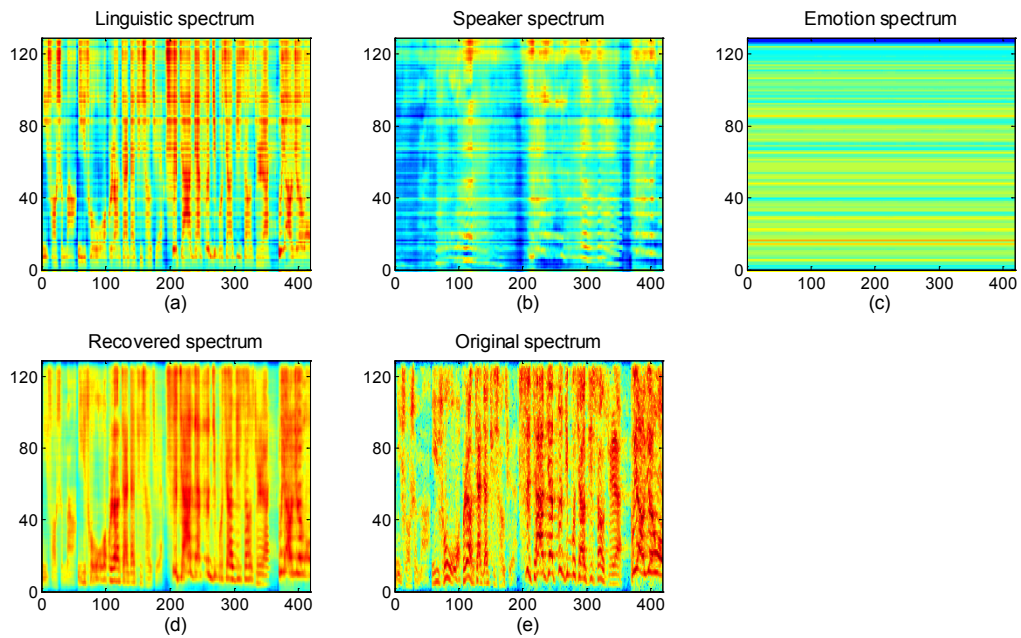 Linguistic spectrum
120
80
40
0
0 100 200 300 400
(a)
Speaker spectrum
120
80
40
0
0 100 200 300 400
(b)
Emotion spectrum
120
80
40
0
0 100 200 300 400
(c)
Recovered spectrum
120
80
40
0
0 100 200 300 400
(d)
Original spectrum
120
80
40
0
0 100 200 300 400
(e)